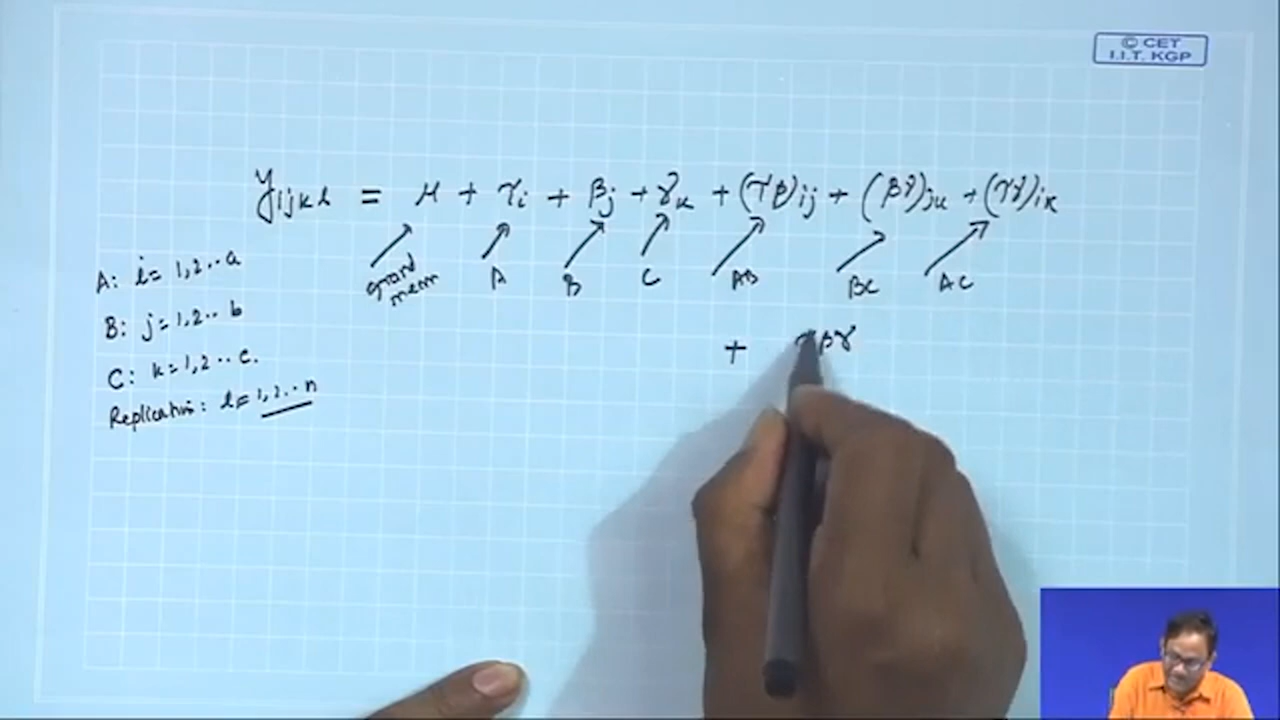 © CET
I.I.T. KGP
y_ijkl = μ + τ_i + β_j + γ_k + (τβ)_ij + (βγ)_jk + (τγ)_ik
grand mean A B C AB BC AC
+ τβγ
A: i = 1,2..a
B: j = 1,2.. b
C: k = 1,2.. c.
Replication: l = 1,2.. n